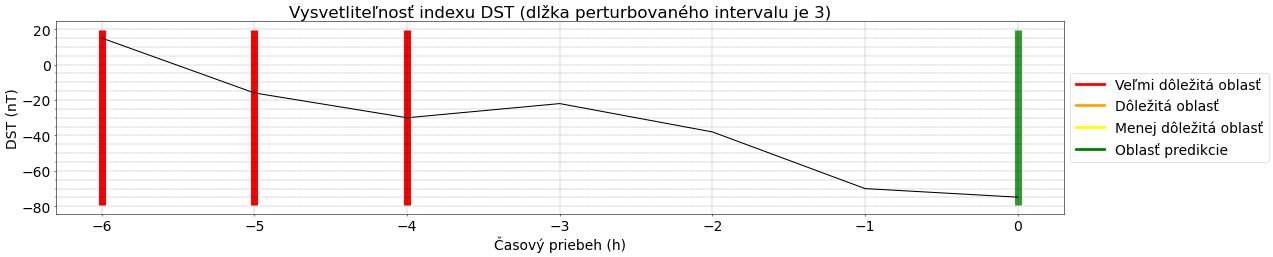 Vysvetliteľnosť indexu DST (dlžka perturbovaného intervalu je 3)
20
0
−20
−40
−60
−80
DST (nT)
−6 −5 −4 −3 −2 −1 0
Časový priebeh (h)
Veľmi dôležitá oblasť
Dôležitá oblasť
Menej dôležitá oblasť
Oblasť predikcie